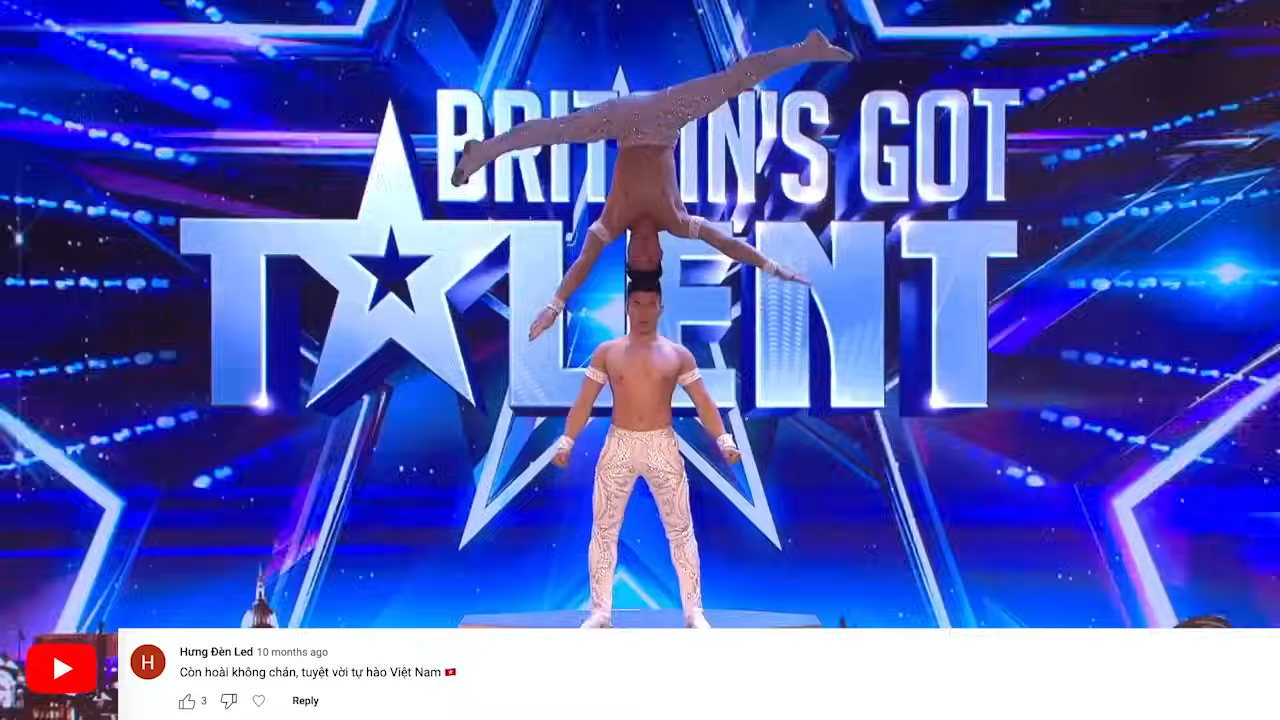 BRITAIN'S GOT
TALENT
Hưng Đèn Led 10 months ago
Còn hoài không chán, tuyệt vời tự hào Việt Nam 🇻🇳
3 Reply